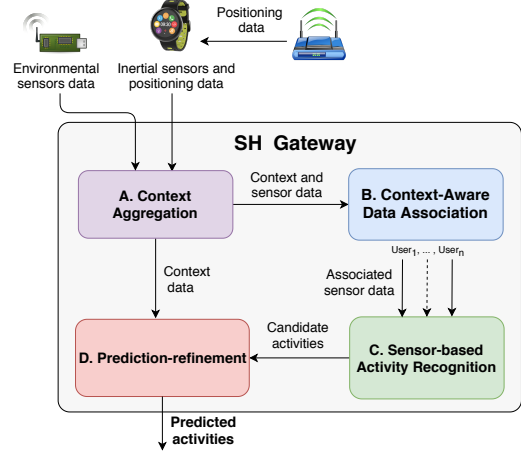 Positioning
data
Environmental
sensors data
Inertial sensors and
positioning data
SH Gateway
A. Context
Aggregation
Context and
sensor data
B. Context-Aware
Data Association
User1, ... , Usern
Context
data
Associated
sensor data
D. Prediction-refinement
Candidate
activities
C. Sensor-based
Activity Recognition
Predicted
activities